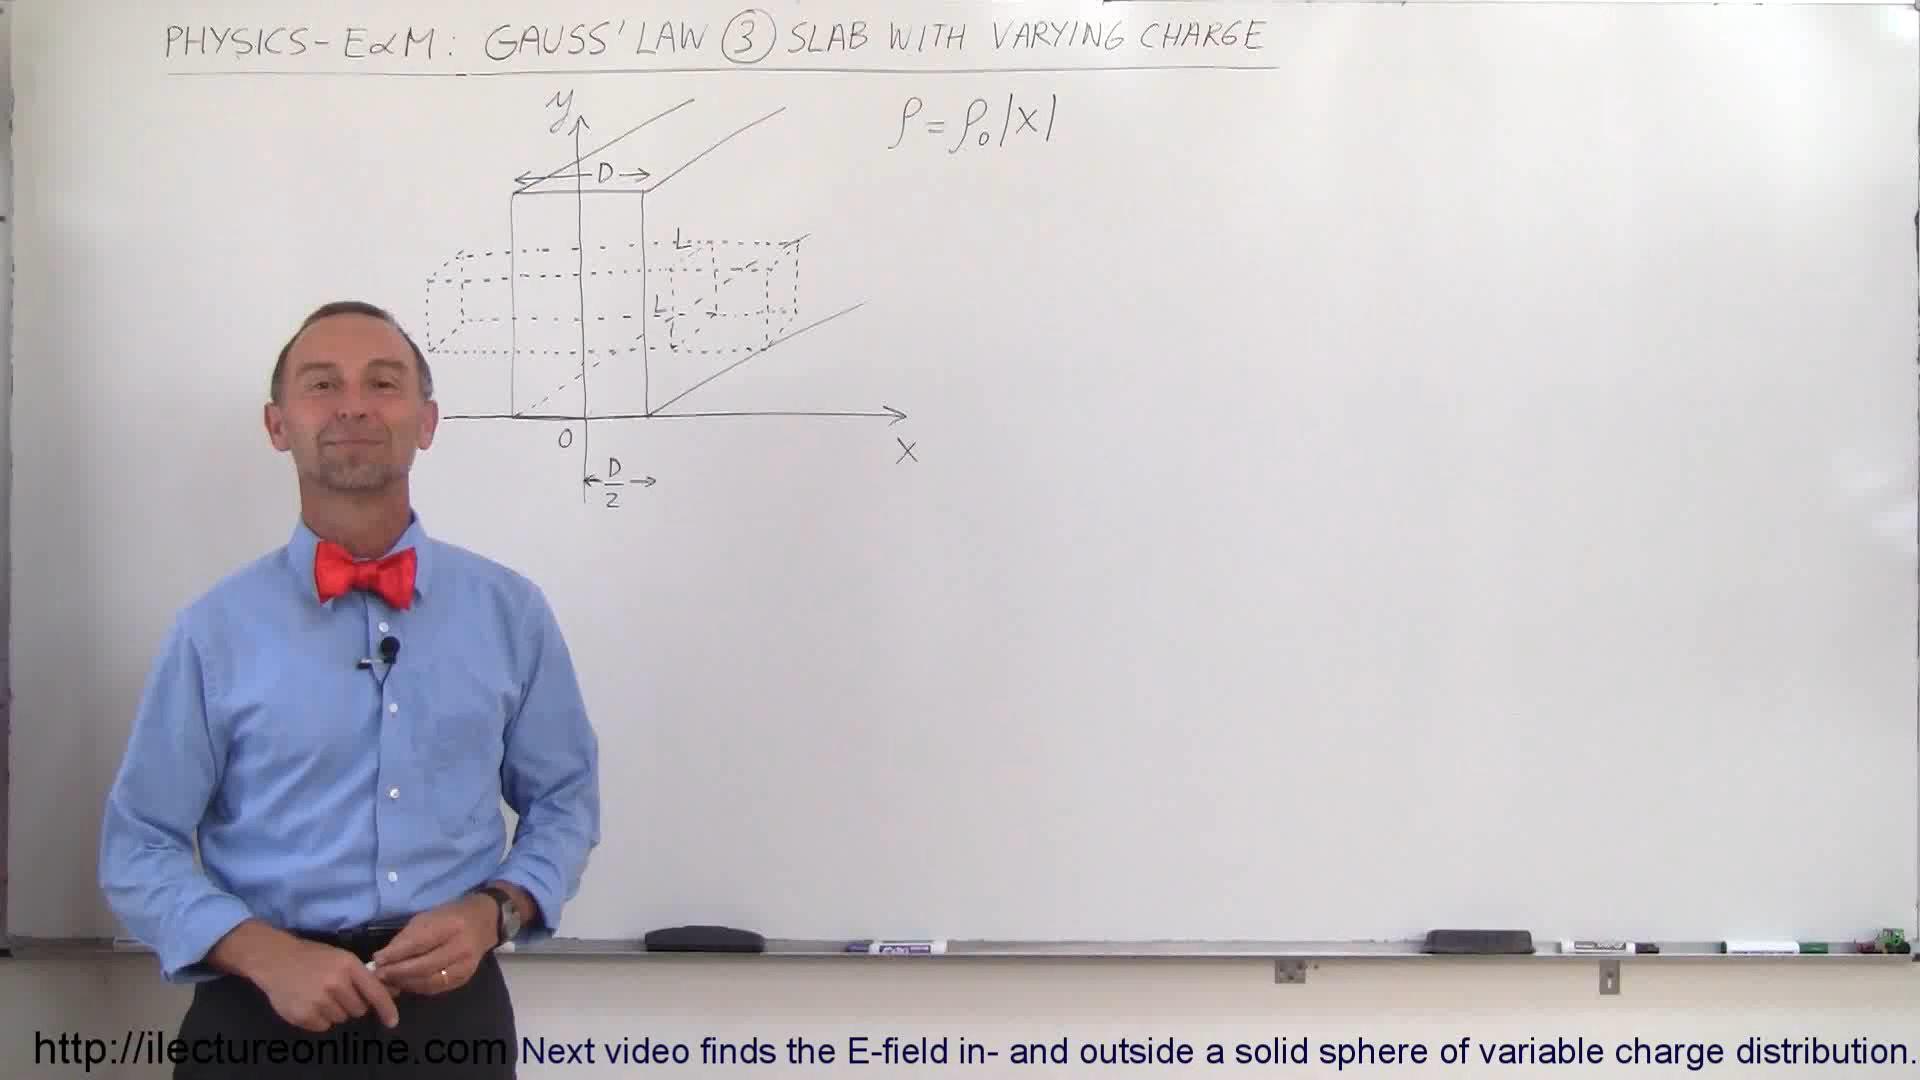 PHYSICS - E&M: GAUSS' LAW ③ SLAB WITH VARYING CHARGE
y
ρ = ρ₀|x|
D
L
L
0
x
D/2
http://ilectureonline.com Next video finds the E-field in- and outside a solid sphere of variable charge distribution.